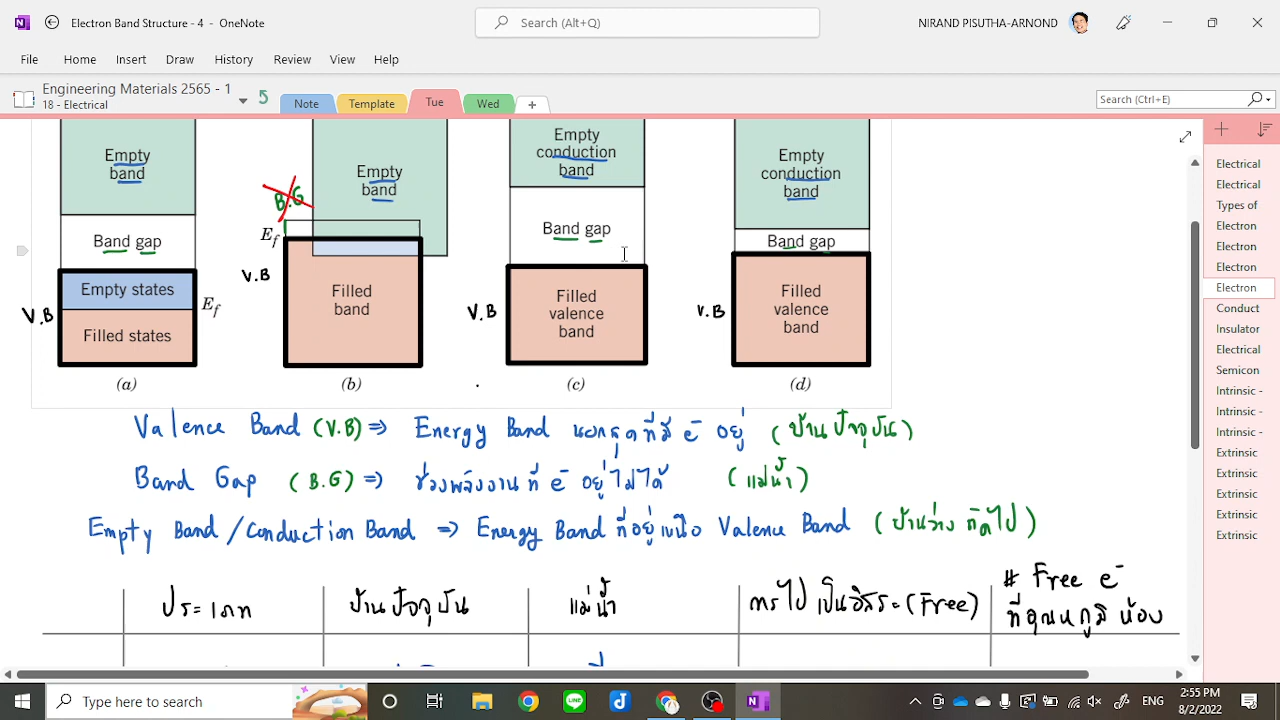 Electron Band Structure - 4 - OneNote
Search (Alt+Q)
NIRAND PISUTHA-ARNOND
File Home Insert Draw History Review View Help
Engineering Materials 2565 - 1
18 - Electrical
Note Template Tue Wed
Search (Ctrl+E)
Empty
band
Band gap
Empty states
Filled states
V.B
Ef
(a)
Empty
band
B.G
Ef
V.B
Filled
band
(b)
Empty
conduction
band
Band gap
V.B
Filled
valence
band
(c)
Empty
conduction
band
Band gap
V.B
Filled
valence
band
(d)
Valence Band (V.B) ⇒ Energy Band นอกสุดที่มี e⁻ อยู่ (บ้านปัจจุบัน)
Band Gap (B.G) ⇒ ช่วงพลังงานที่ e⁻ อยู่ไม่ได้ (แม่น้ำ)
Empty Band/Conduction Band ⇒ Energy Band ที่อยู่เหนือ Valence Band (บ้านว่างถัดไป)
ประเภท บ้านปัจจุบัน แม่น้ำ การไปเป็นอิสระ (Free) # Free e⁻
ที่อุณหภูมิห้อง
Electrical
Electrical
Types of
Electron
Electron
Electron
Electron
Conduct
Insulator
Electrical
Semicon
Intrinsic -
Intrinsic -
Intrinsic -
Extrinsic
Extrinsic
Extrinsic
Extrinsic
Extrinsic
Type here to search
ENG
2:55 PM
8/2/2022